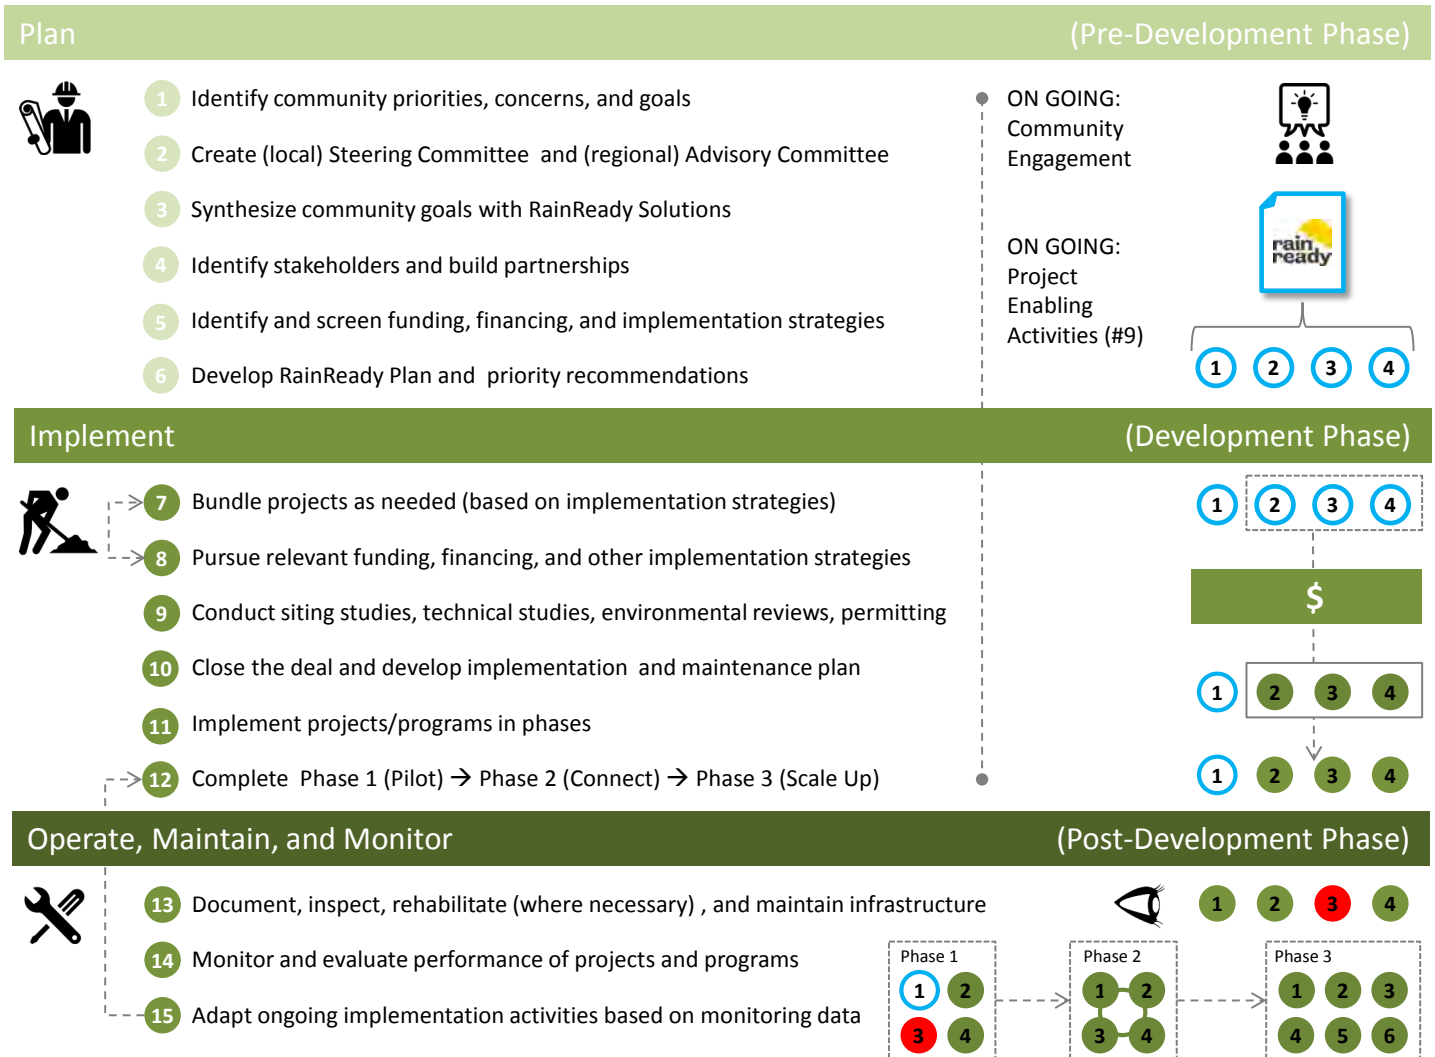 Plan (Pre-Development Phase)
1 Identify community priorities, concerns, and goals
2 Create (local) Steering Committee and (regional) Advisory Committee
3 Synthesize community goals with RainReady Solutions
4 Identify stakeholders and build partnerships
5 Identify and screen funding, financing, and implementation strategies
6 Develop RainReady Plan and priority recommendations
ON GOING:
Community
Engagement
ON GOING:
Project
Enabling
Activities (#9)
rain
ready
1 2 3 4
Implement (Development Phase)
7 Bundle projects as needed (based on implementation strategies)
8 Pursue relevant funding, financing, and other implementation strategies
9 Conduct siting studies, technical studies, environmental reviews, permitting
10 Close the deal and develop implementation and maintenance plan
11 Implement projects/programs in phases
12 Complete Phase 1 (Pilot) → Phase 2 (Connect) → Phase 3 (Scale Up)
1 2 3 4
$
1 2 3 4
1 2 3 4
Operate, Maintain, and Monitor (Post-Development Phase)
13 Document, inspect, rehabilitate (where necessary) , and maintain infrastructure
14 Monitor and evaluate performance of projects and programs
15 Adapt ongoing implementation activities based on monitoring data
1 2 3 4
Phase 1
1 2
3 4
Phase 2
1 2
3 4
Phase 3
1 2 3
4 5 6